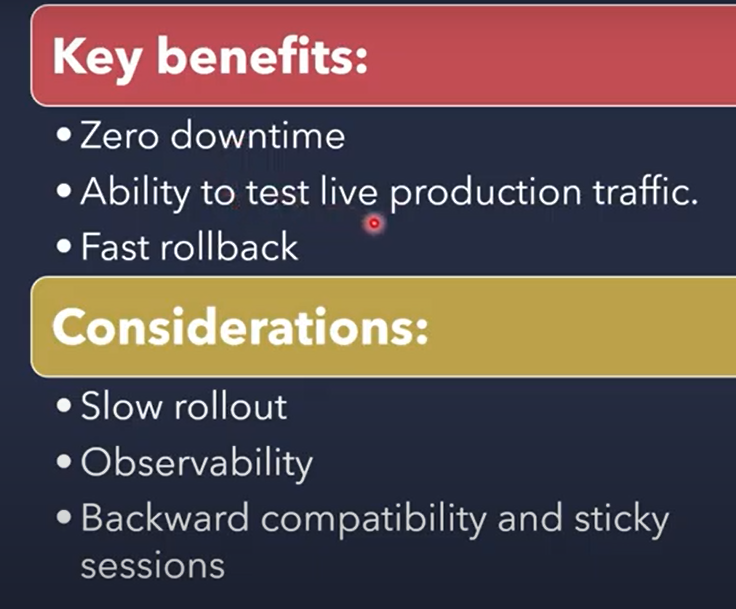 Key benefits:
• Zero downtime
• Ability to test live production traffic.
• Fast rollback
Considerations:
• Slow rollout
• Observability
• Backward compatibility and sticky
sessions